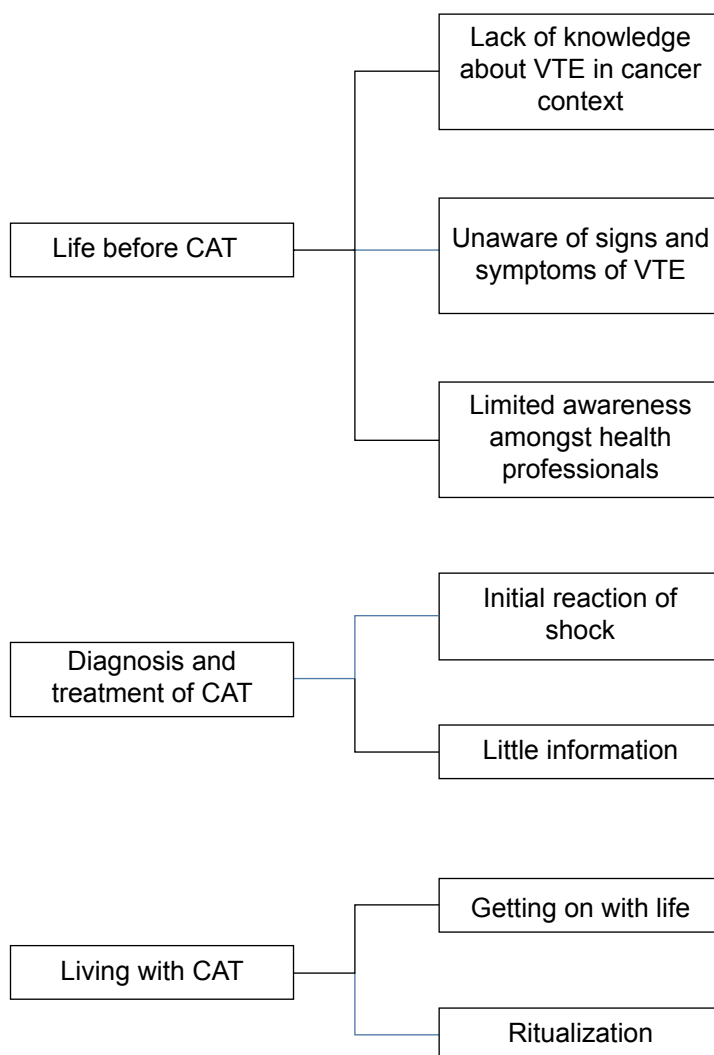 Lack of knowledge
about VTE in cancer
context
Life before CAT
Unaware of signs and
symptoms of VTE
Limited awareness
amongst health
professionals
Initial reaction of
shock
Diagnosis and
treatment of CAT
Little information
Getting on with life
Living with CAT
Ritualization